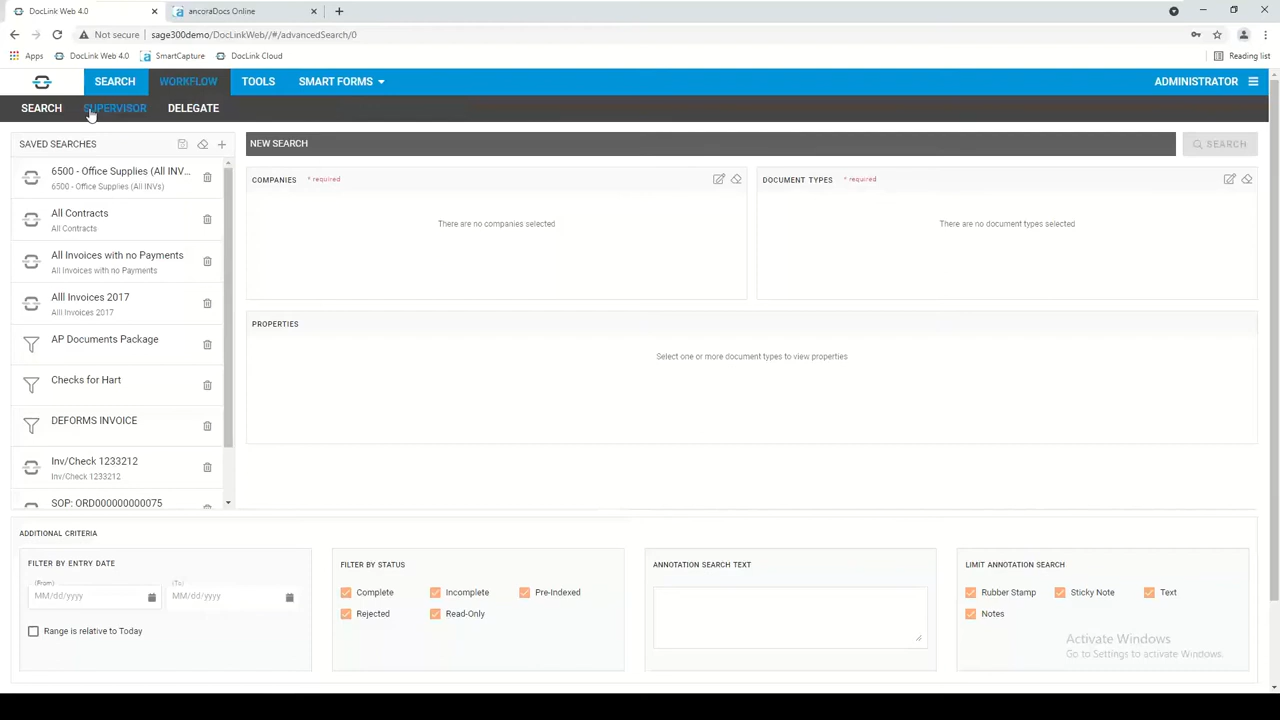 DocLink Web 4.0
ancoraDocs Online
Not secure
sage300demo/DocLinkWeb//#/advancedSearch/0
Apps
DocLink Web 4.0
SmartCapture
DocLink Cloud
Reading list
SEARCH
WORKFLOW
TOOLS
SMART FORMS
ADMINISTRATOR
SEARCH
SUPERVISOR
DELEGATE
SAVED SEARCHES
6500 - Office Supplies (All INV...
6500 - Office Supplies (All INVs)
All Contracts
All Contracts
All Invoices with no Payments
All Invoices with no Payments
Alll Invoices 2017
Alll Invoices 2017
AP Documents Package
Checks for Hart
DEFORMS INVOICE
Inv/Check 1233212
Inv/Check 1233212
SOP: ORD000000000075
NEW SEARCH
SEARCH
COMPANIES * required
There are no companies selected
DOCUMENT TYPES * required
There are no document types selected
PROPERTIES
Select one or more document types to view properties
ADDITIONAL CRITERIA
FILTER BY ENTRY DATE
(From)
MM/dd/yyyy
(To)
MM/dd/yyyy
Range is relative to Today
FILTER BY STATUS
Complete
Incomplete
Pre-Indexed
Rejected
Read-Only
ANNOTATION SEARCH TEXT
LIMIT ANNOTATION SEARCH
Rubber Stamp
Sticky Note
Text
Notes
Activate Windows
Go to Settings to activate Windows.